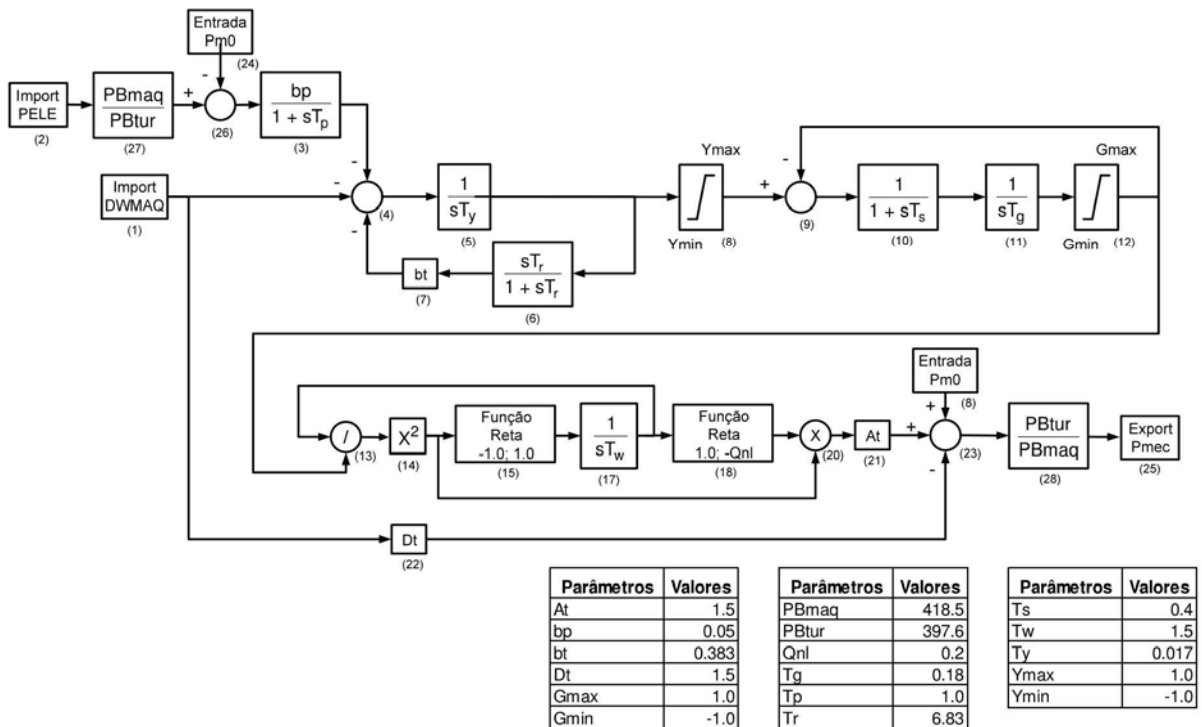 Entrada
Pm0
(24)
Import
PELE
(2)
PBmaq
PBtur
(27)
+
-
(26)
bp
1 + sTp
(3)
Import
DWMAQ
(1)
-
-
-
(4)
1
sTy
(5)
bt
(7)
sTr
1 + sTr
(6)
Ymax
Ymin
(8)
+
-
(9)
1
1 + sTs
(10)
1
sTg
(11)
Gmax
Gmin
(12)
/
(13)
X²
(14)
Função
Reta
-1.0; 1.0
(15)
1
sTw
(17)
Função
Reta
1.0; -Qnl
(18)
X
(20)
At
(21)
Entrada
Pm0
(8)
+
+
-
(23)
PBtur
PBmaq
(28)
Export
Pmec
(25)
Dt
(22)
Parâmetros Valores
At 1.5
bp 0.05
bt 0.383
Dt 1.5
Gmax 1.0
Gmin -1.0
Parâmetros Valores
PBmaq 418.5
PBtur 397.6
Qnl 0.2
Tg 0.18
Tp 1.0
Tr 6.83
Parâmetros Valores
Ts 0.4
Tw 1.5
Ty 0.017
Ymax 1.0
Ymin -1.0